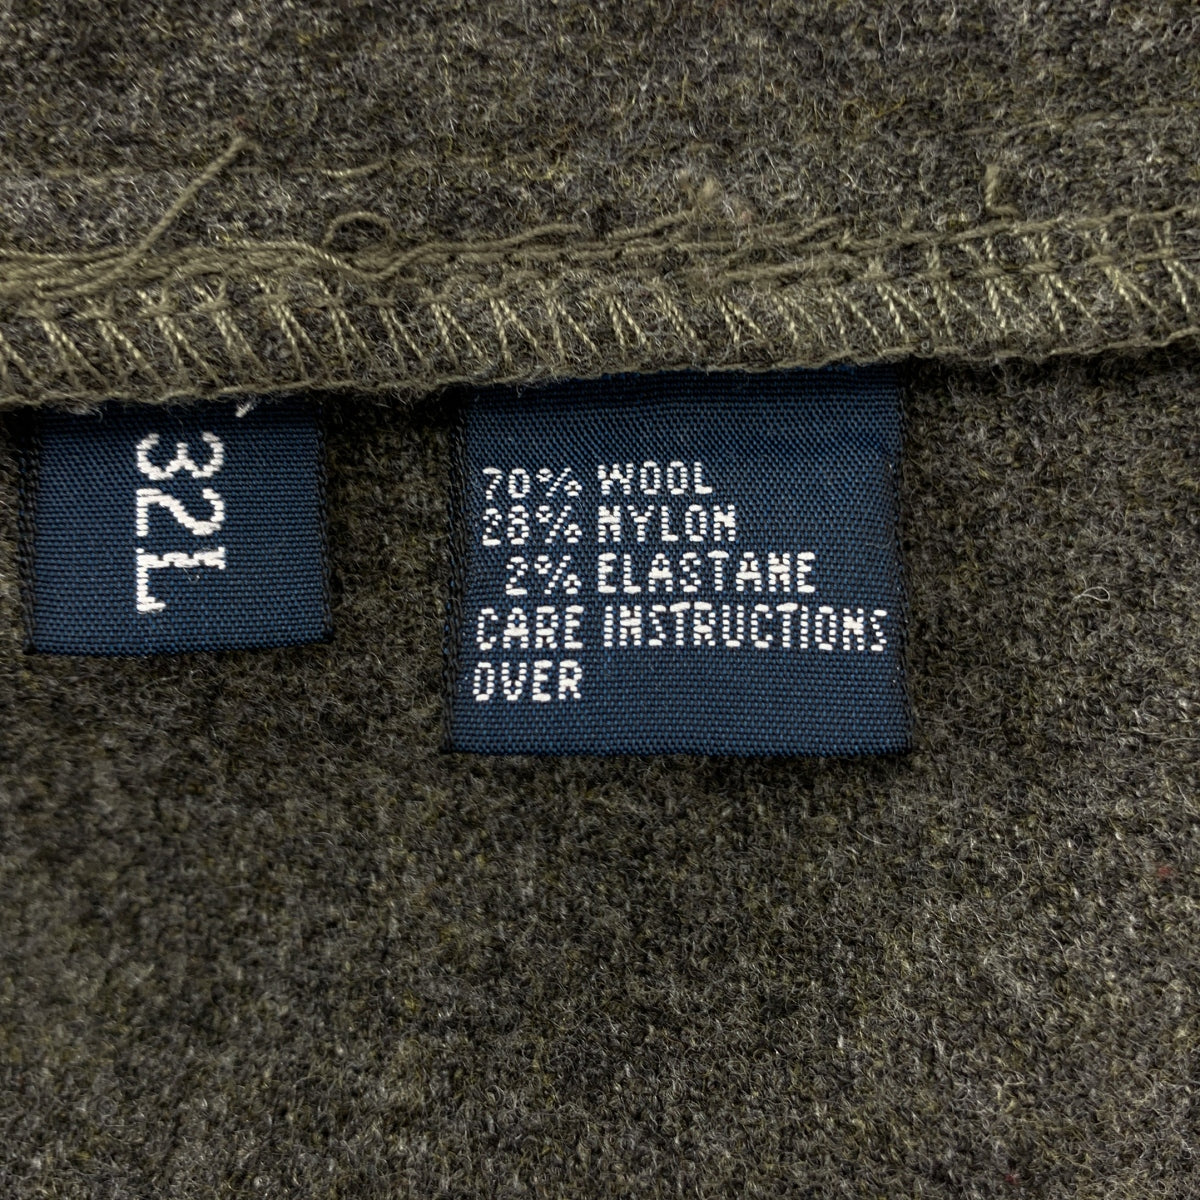 32L
70% WOOL
28% NYLON
2% ELASTANE
CARE INSTRUCTIONS
OVER